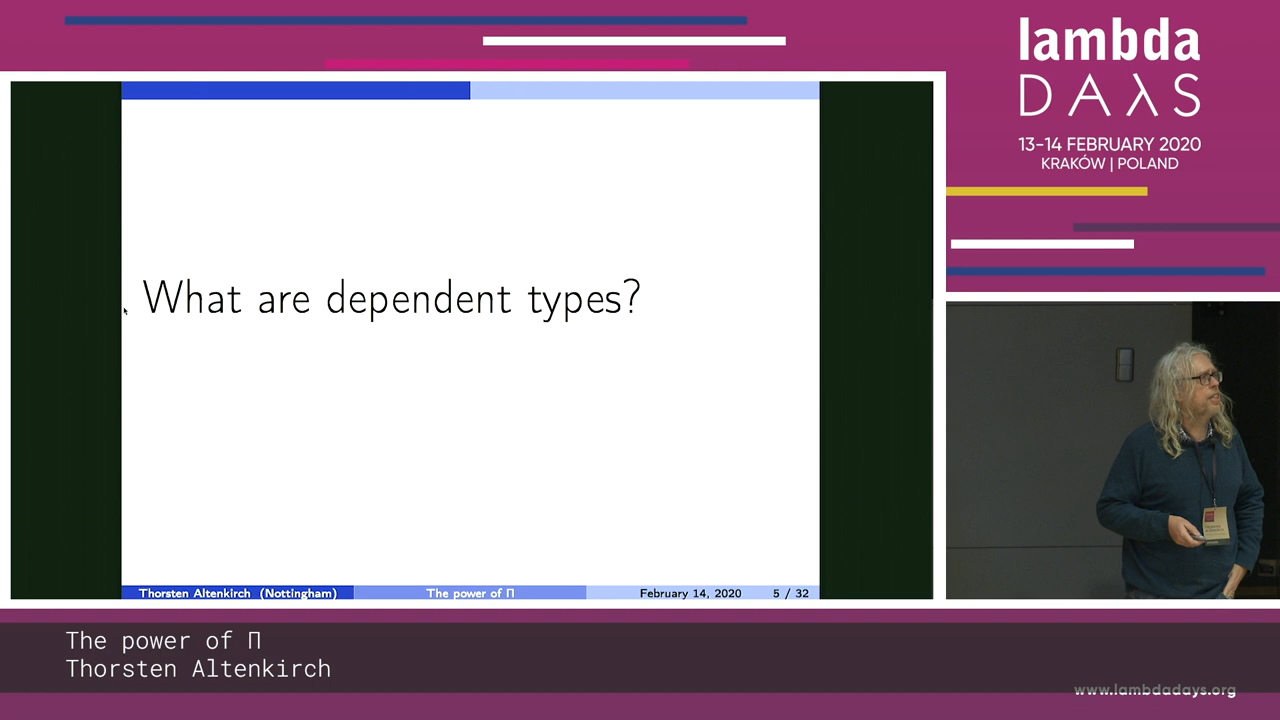 lambda
DAλS
13-14 FEBRUARY 2020
KRAKÓW | POLAND
What are dependent types?
Thorsten Altenkirch (Nottingham)
The power of Π
February 14, 2020
5 / 32
The power of Π
Thorsten Altenkirch
www.lambdadays.org